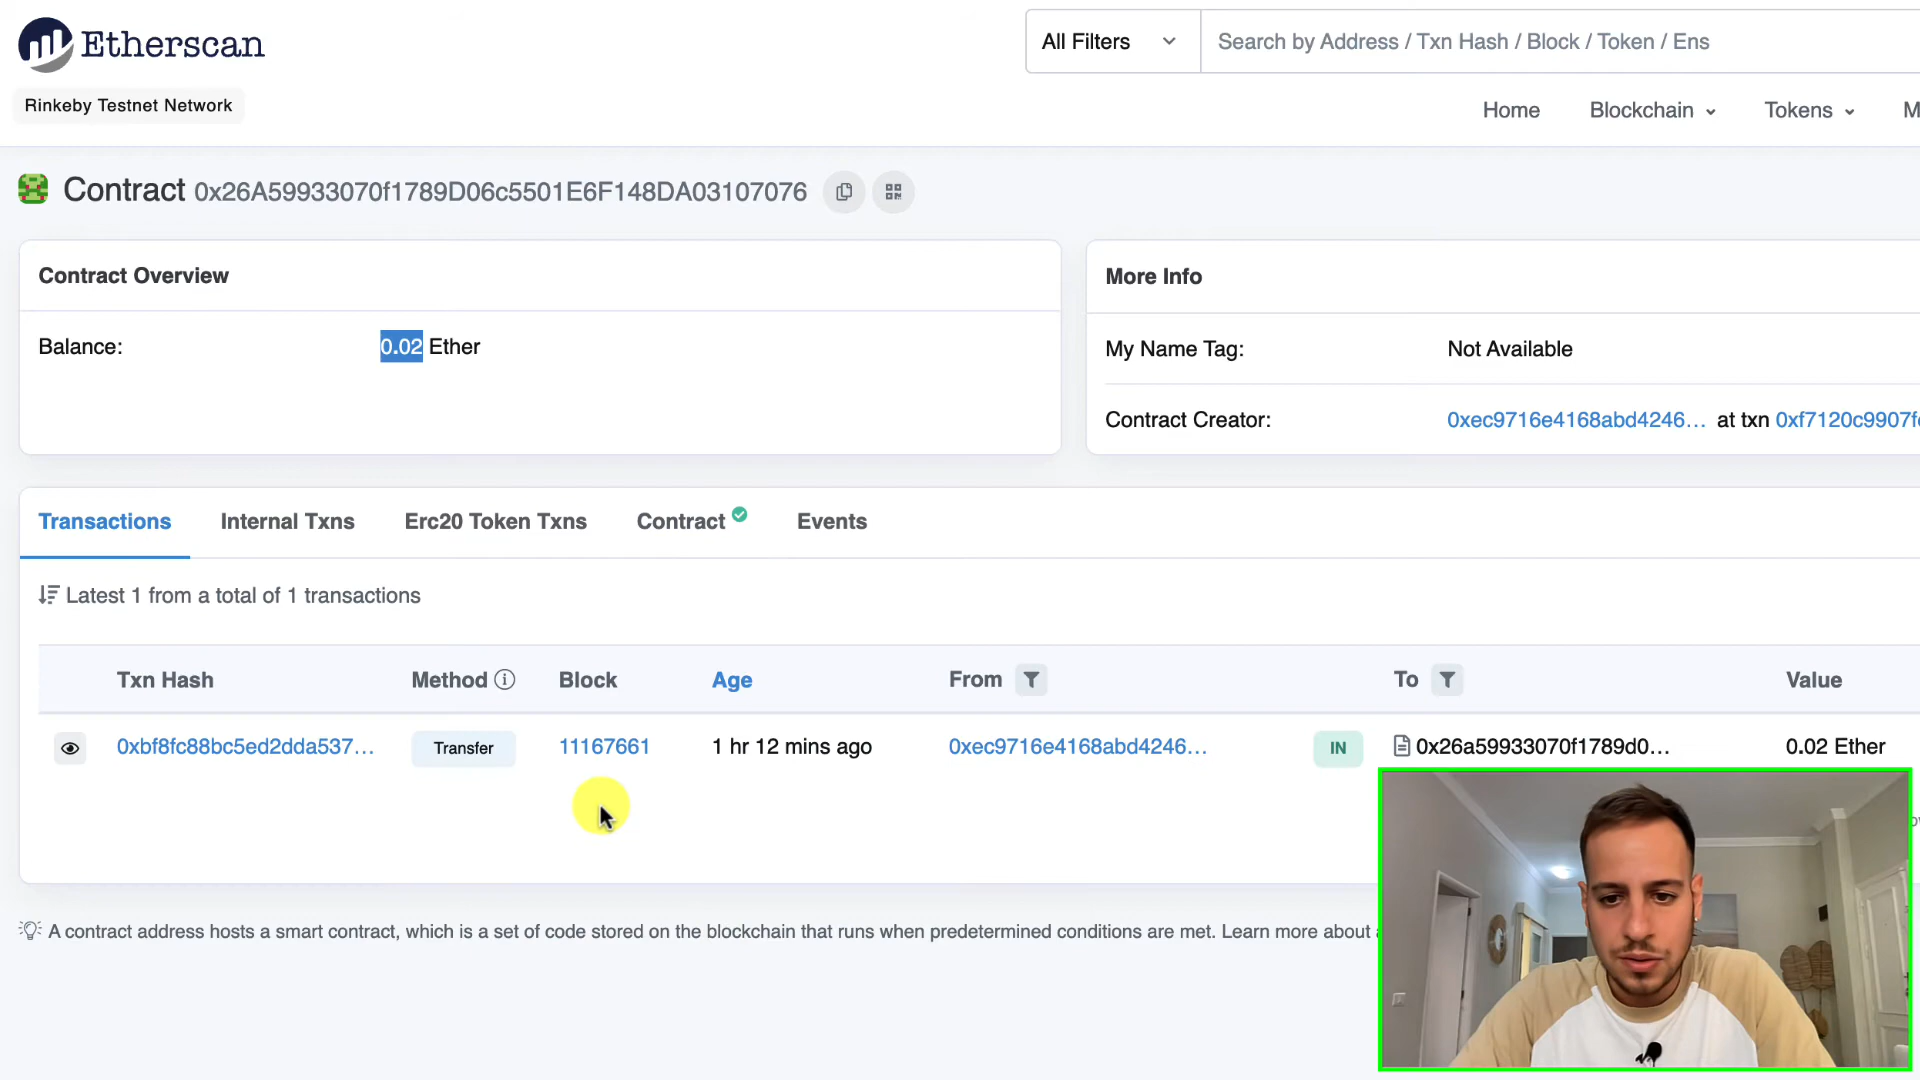 Etherscan
All Filters
Search by Address / Txn Hash / Block / Token / Ens
Rinkeby Testnet Network
Home Blockchain Tokens M
Contract 0x26A59933070f1789D06c5501E6F148DA03107076
Contract Overview
Balance: 0.02 Ether
More Info
My Name Tag: Not Available
Contract Creator: 0xec9716e4168abd4246... at txn 0xf7120c9907f
Transactions Internal Txns Erc20 Token Txns Contract Events
Latest 1 from a total of 1 transactions
Txn Hash Method Block Age From To Value
0xbf8fc88bc5ed2dda537... Transfer 11167661 1 hr 12 mins ago 0xec9716e4168abd4246... IN 0x26a59933070f1789d0... 0.02 Ether
A contract address hosts a smart contract, which is a set of code stored on the blockchain that runs when predetermined conditions are met. Learn more about